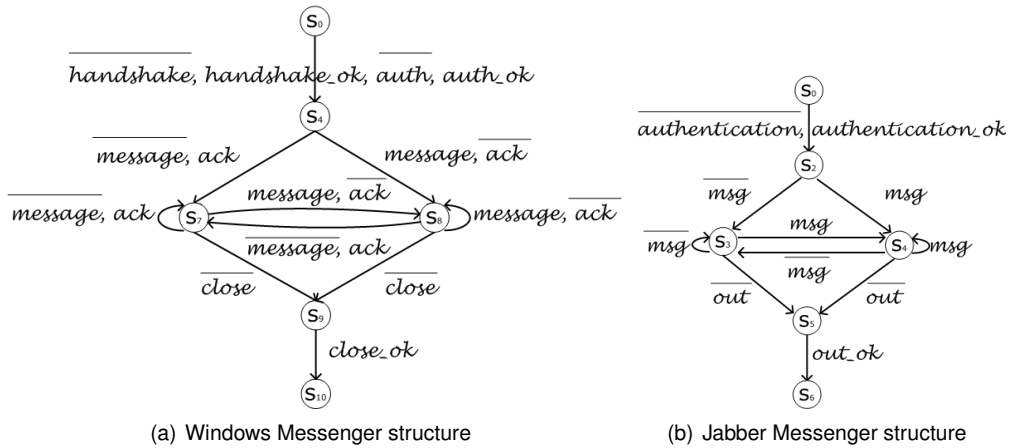 S0
handshake, handshake_ok, auth, auth_ok
S4
message, ack
message, ack
message, ack
message, ack
S7
S8
message, ack
message, ack
close
close
S9
close_ok
S10
(a) Windows Messenger structure
S0
authentication, authentication_ok
S2
msg
msg
msg
msg
S3
S4
msg
msg
out
out
S5
out_ok
S6
(b) Jabber Messenger structure